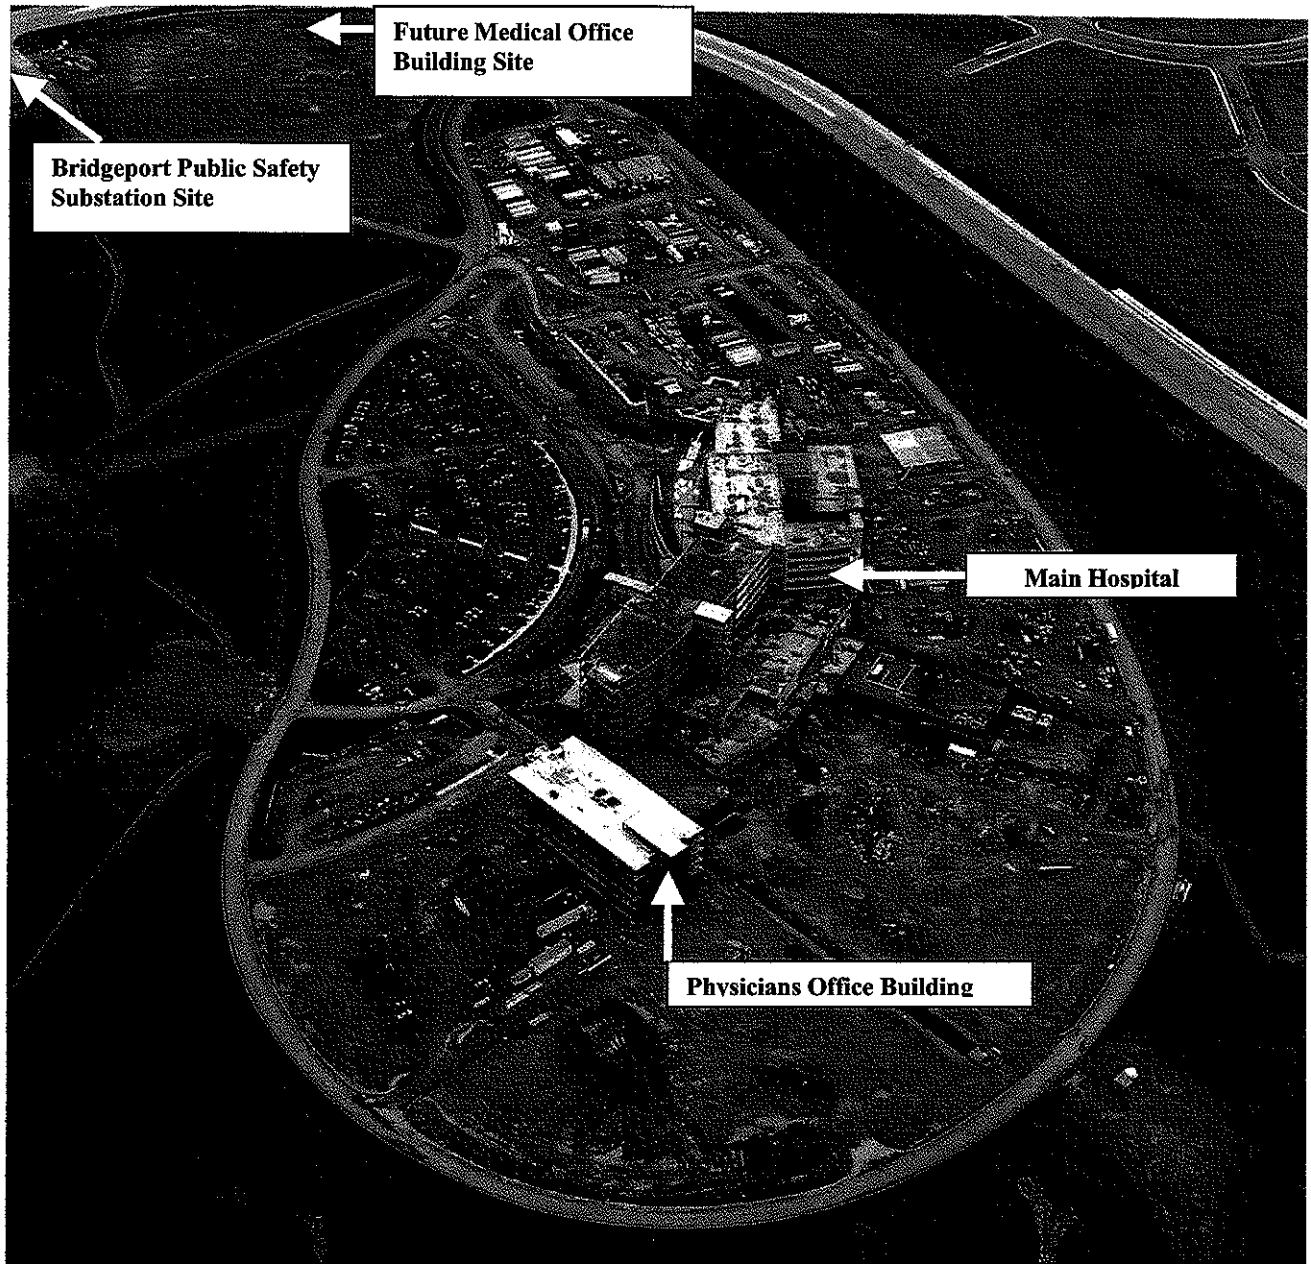 Future Medical Office
Building Site
Bridgeport Public Safety
Substation Site
Main Hospital
Physicians Office Building